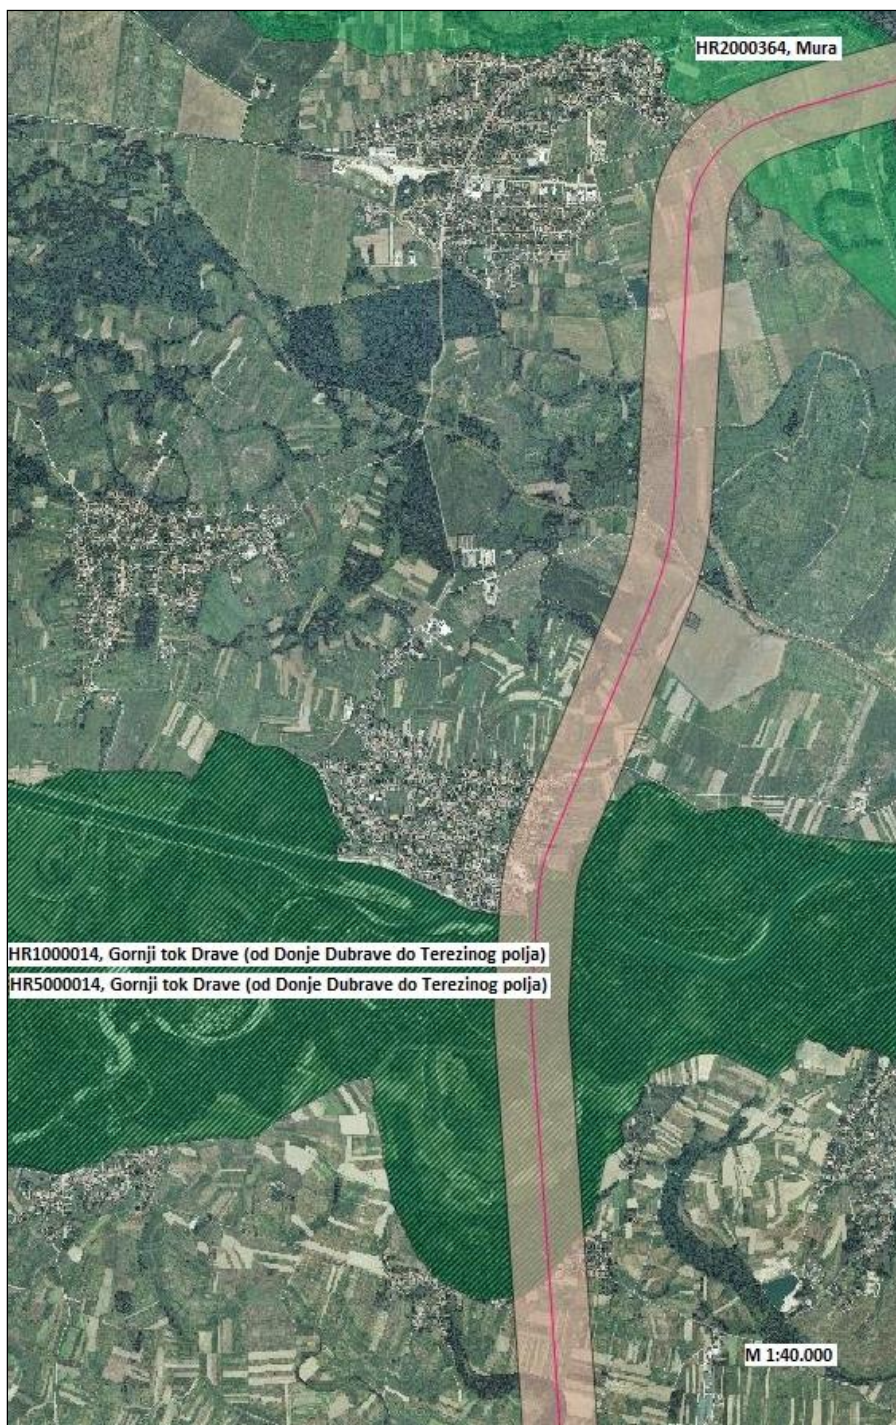 HR2000364, Mura
HR1000014, Gornji tok Drave (od Donje Dubrave do Terezinog polja)
HR5000014, Gornji tok Drave (od Donje Dubrave do Terezinog polja)
M 1:40.000